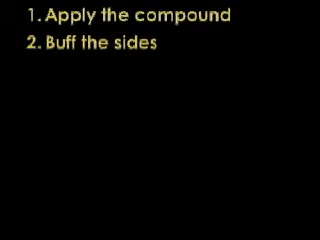 1. Apply the compound
2. Buff the sides